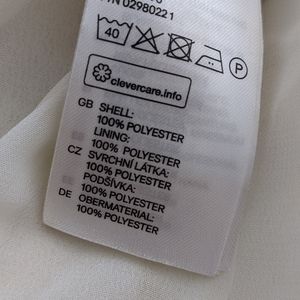 P/N 02980221
40
P
clevercare.info
GB SHELL:
100% POLYESTER
LINING:
100% POLYESTER
CZ SVRCHNÍ LÁTKA:
100% POLYESTER
PODŠÍVKA:
100% POLYESTER
DE OBERMATERIAL:
100% POLYESTER